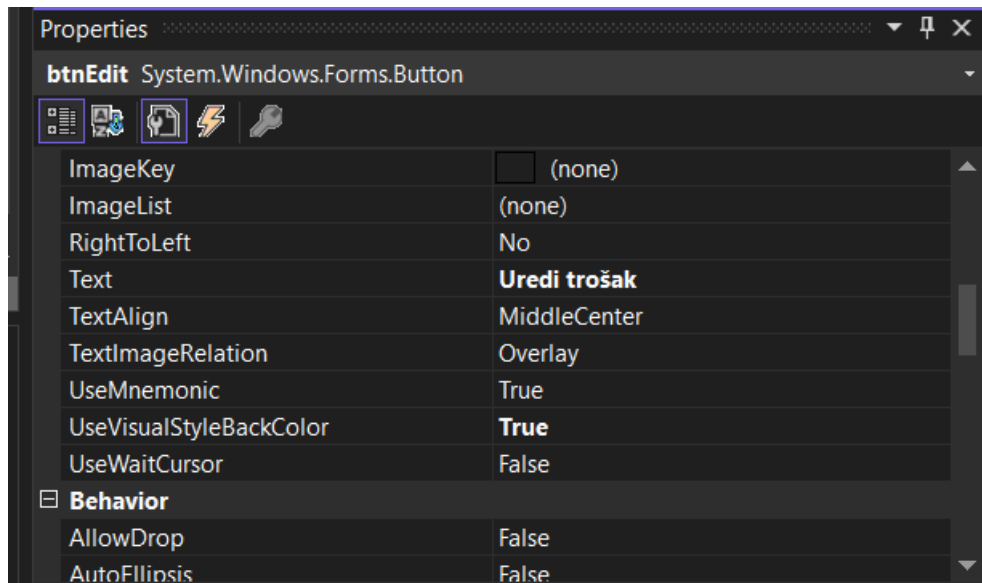 Properties
btnEdit System.Windows.Forms.Button
ImageKey (none)
ImageList (none)
RightToLeft No
Text Uredi trošak
TextAlign MiddleCenter
TextImageRelation Overlay
UseMnemonic True
UseVisualStyleBackColor True
UseWaitCursor False
Behavior
AllowDrop False
AutoEllipsis False